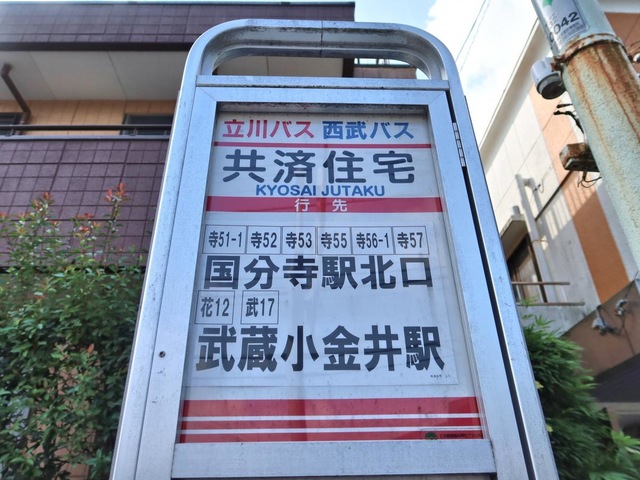 立川バス 西武バス
共済住宅
KYOSAI JUTAKU
行先
寺51-1 寺52 寺53 寺55 寺56-1 寺57
国分寺駅北口
花12 武17
武蔵小金井駅